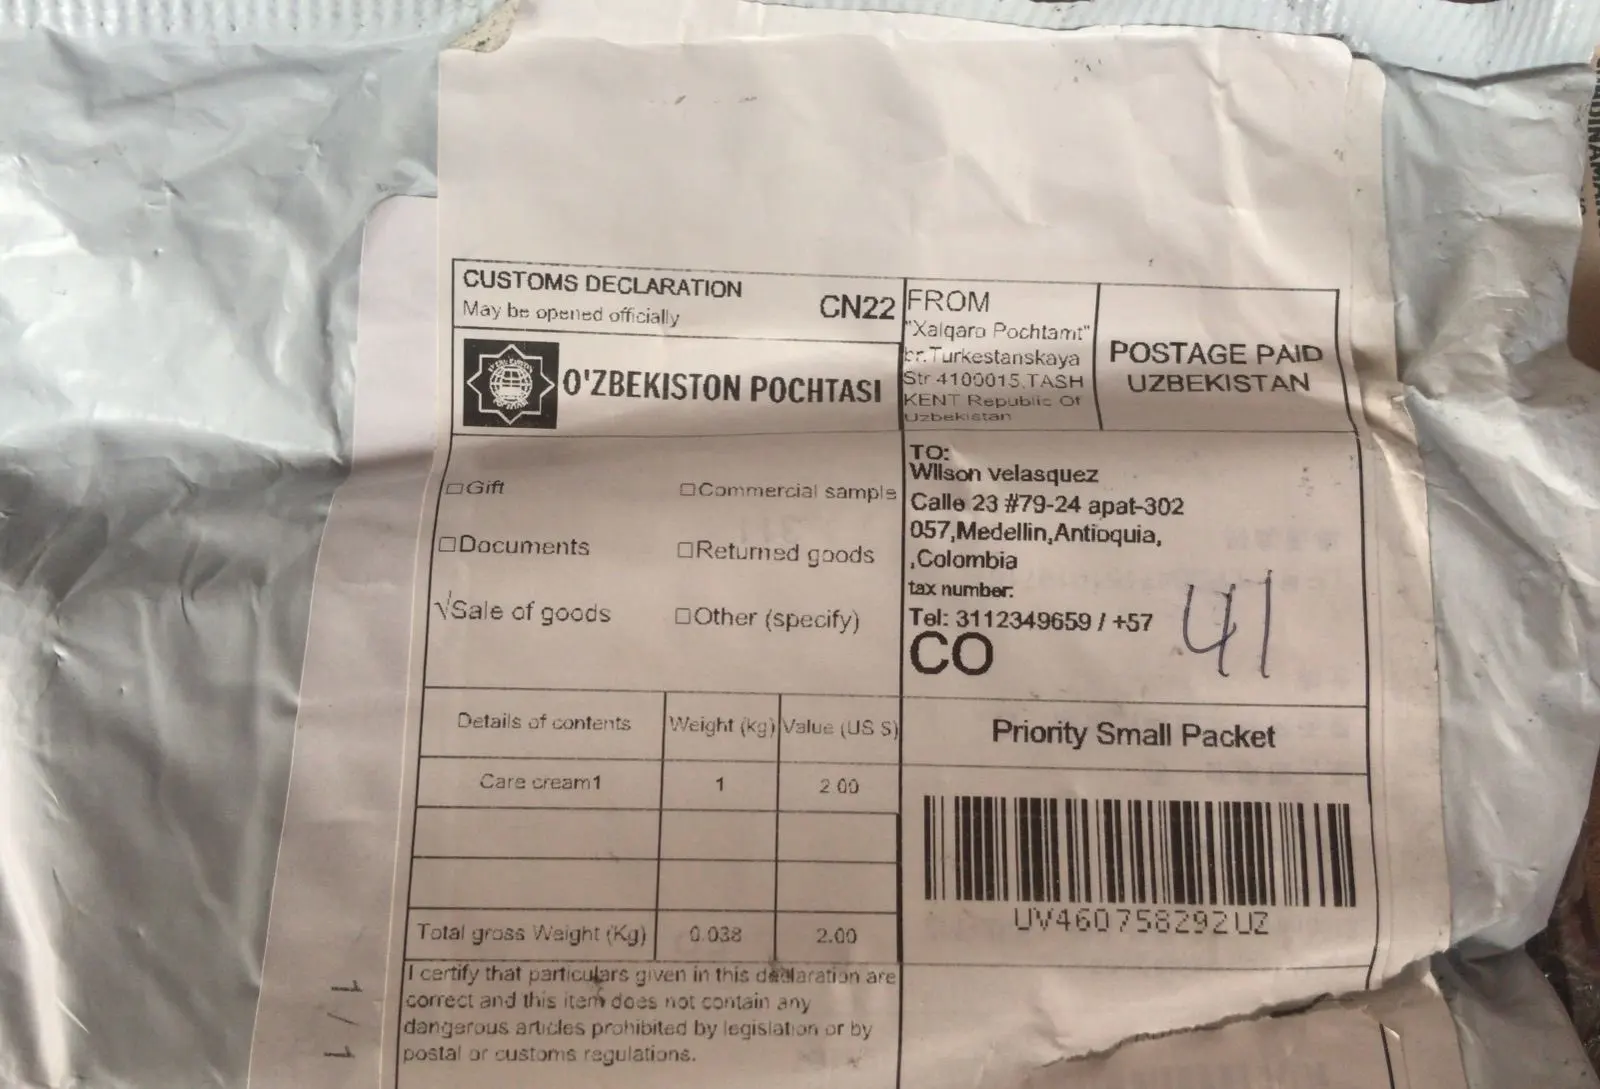 CUSTOMS DECLARATION
May be opened officially
CN22
O'ZBEKISTON POCHTASI
FROM
"Xalqaro Pochtamt"
br.Turkestanskaya
Str 4100015,TASH
KENT Republic Of
Uzbekistan
POSTAGE PAID
UZBEKISTAN
□Gift
□Commercial sample
□Documents
□Returned goods
√Sale of goods
□Other (specify)
TO:
WIlson velasquez
Calle 23 #79-24 apat-302
057,Medellin,Antioquia,
,Colombia
tax number:
Tel: 3112349659 / +57
CO
41
Details of contents
Weight (kg)
Value (US $)
Care cream1
1
2.00
Total gross Weight (Kg)
0.038
2.00
Priority Small Packet
UV460758292UZ
I certify that particulars given in this declaration are
correct and this item does not contain any
dangerous articles prohibited by legislation or by
postal or customs regulations.
1/1